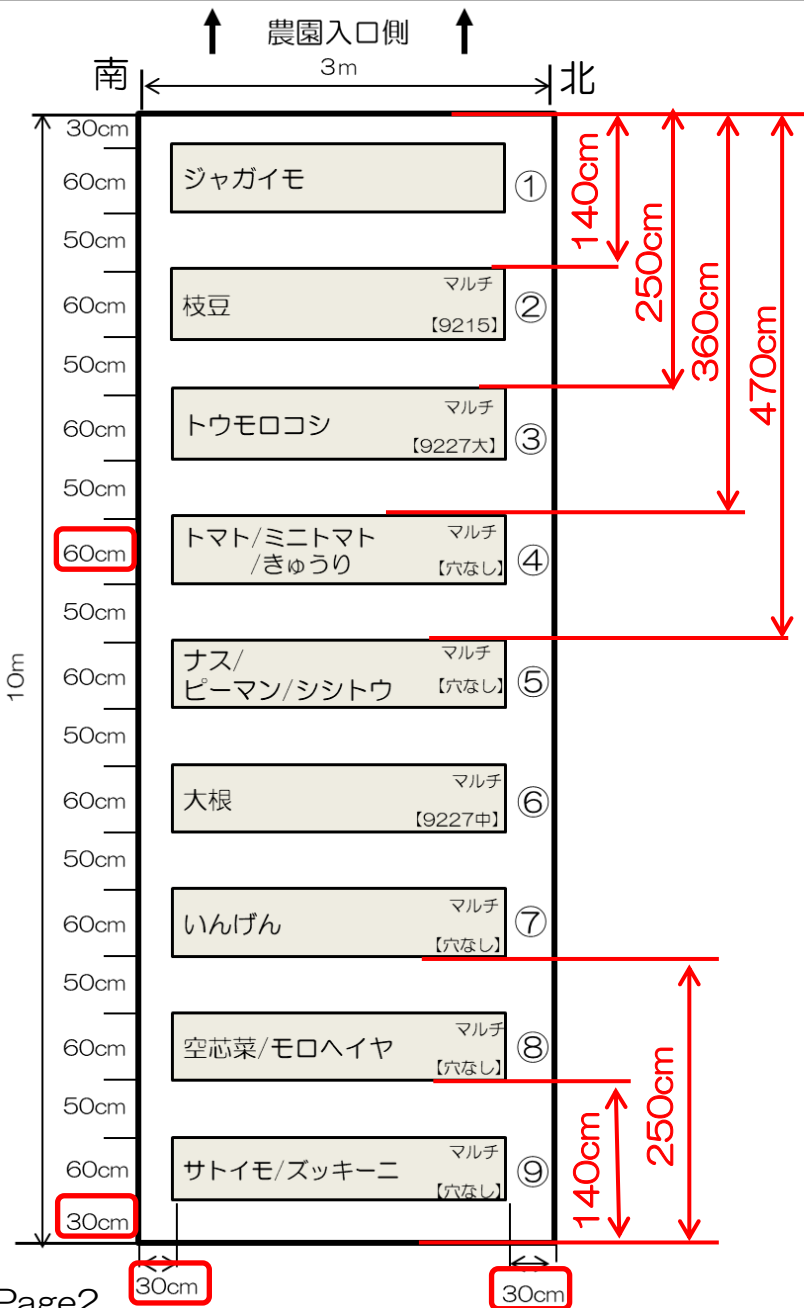 農園入口側
南
3m
北
30cm
60cm
ジャガイモ
①
50cm
60cm
枝豆
マルチ
【9215】
②
50cm
60cm
トウモロコシ
マルチ
【9227大】
③
50cm
60cm
トマト/ミニトマト
/きゅうり
マルチ
【穴なし】
④
50cm
60cm
ナス/
ピーマン/シシトウ
マルチ
【穴なし】
⑤
50cm
60cm
大根
マルチ
【9227中】
⑥
50cm
60cm
いんげん
マルチ
【穴なし】
⑦
50cm
60cm
空芯菜/モロヘイヤ
マルチ
【穴なし】
⑧
50cm
60cm
サトイモ/ズッキーニ
マルチ
【穴なし】
⑨
30cm
10m
140cm
250cm
360cm
470cm
250cm
140cm
30cm
30cm
Page2